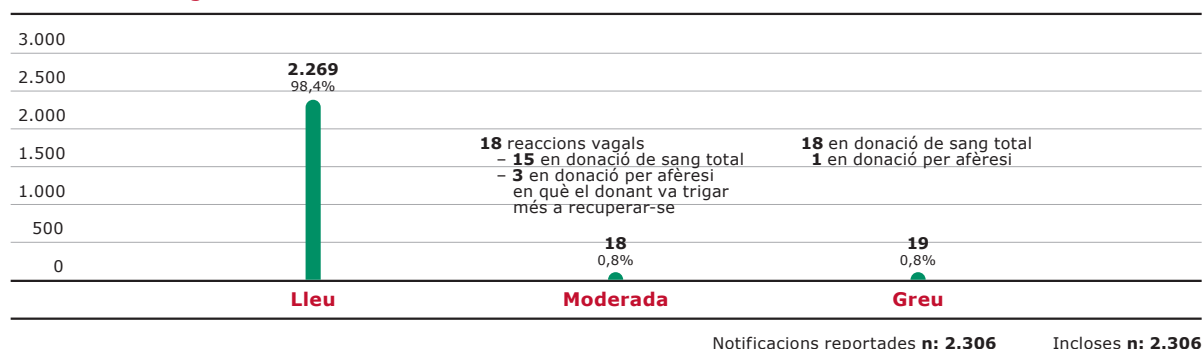 3.000
2.500
2.000
1.500
1.000
500
0
2.269
98,4%
18 reaccions vagals
– 15 en donació de sang total
– 3 en donació per afèresi
en què el donant va trigar
més a recuperar-se
18
0,8%
18 en donació de sang total
1 en donació per afèresi
19
0,8%
Lleu
Moderada
Greu
Notificacions reportades n: 2.306
Incloses n: 2.306